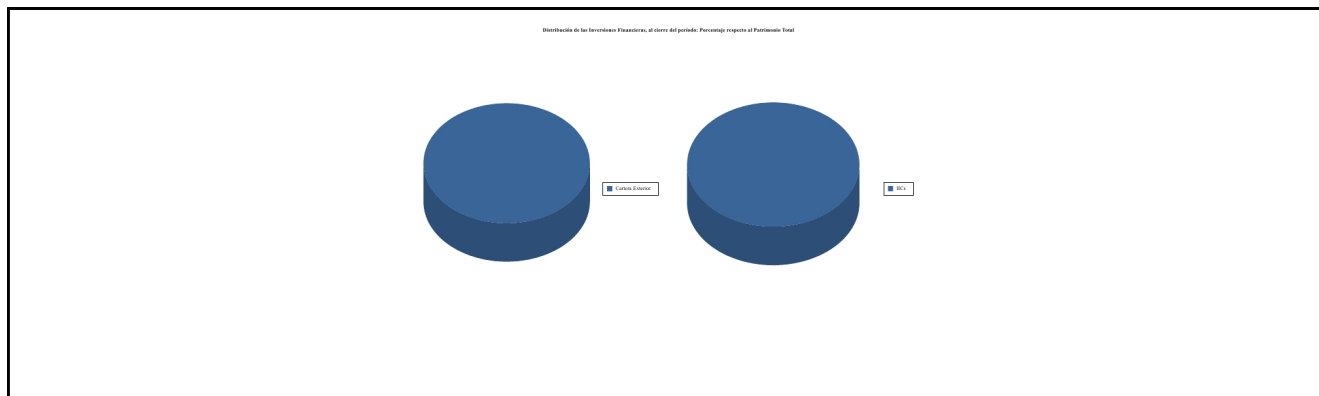 Distribución de las Inversiones Financieras, al cierre del período: Porcentaje respecto al Patrimonio Total
Cartera Exterior
IICs